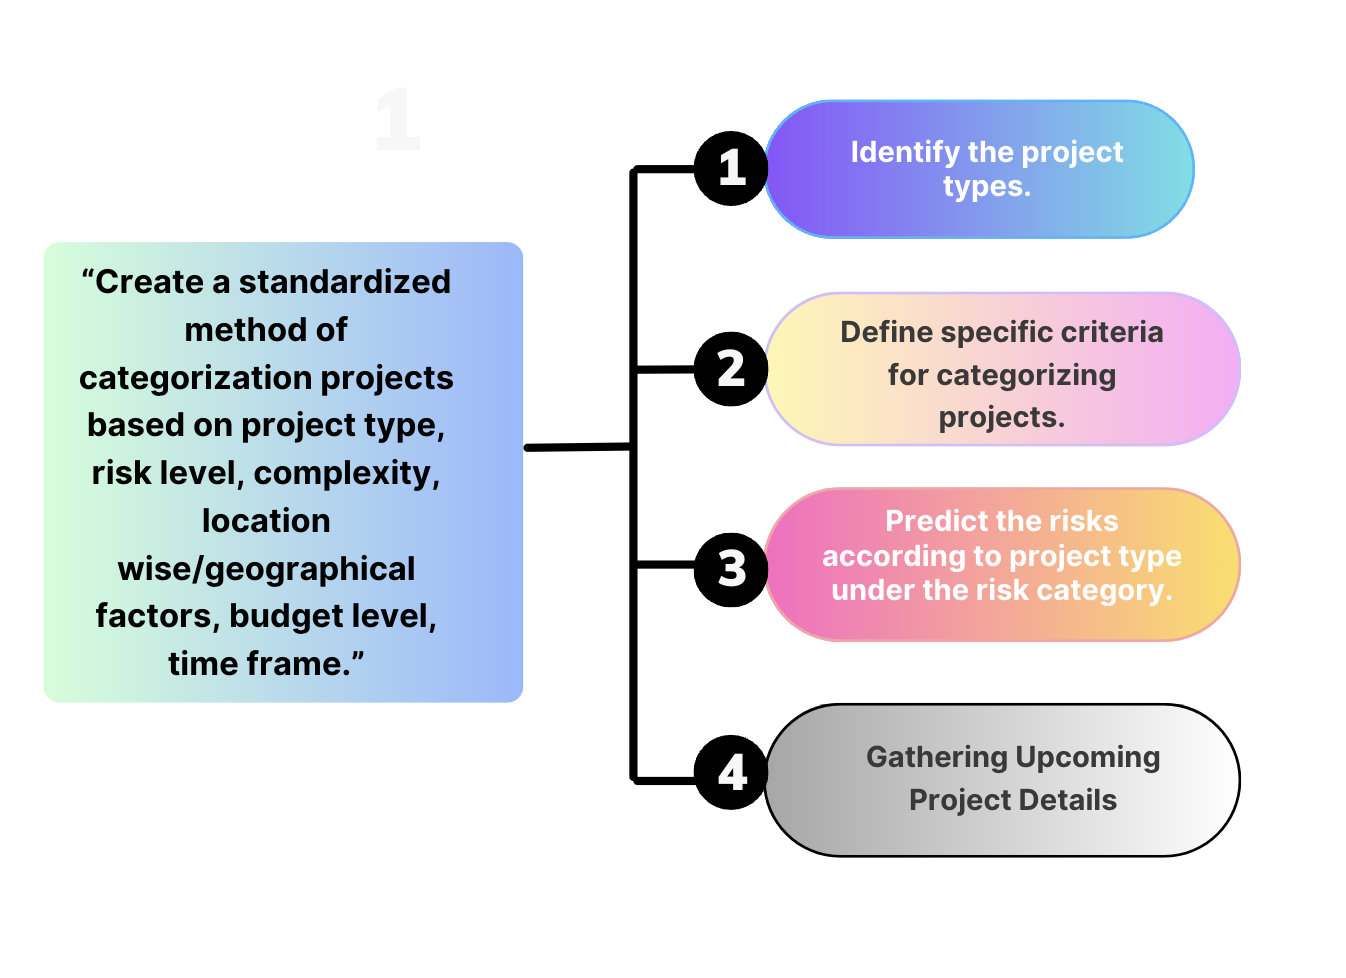 1
“Create a standardized
method of
categorization projects
based on project type,
risk level, complexity,
location
wise/geographical
factors, budget level,
time frame.”
1
Identify the project
types.
2
Define specific criteria
for categorizing
projects.
3
Predict the risks
according to project type
under the risk category.
4
Gathering Upcoming
Project Details